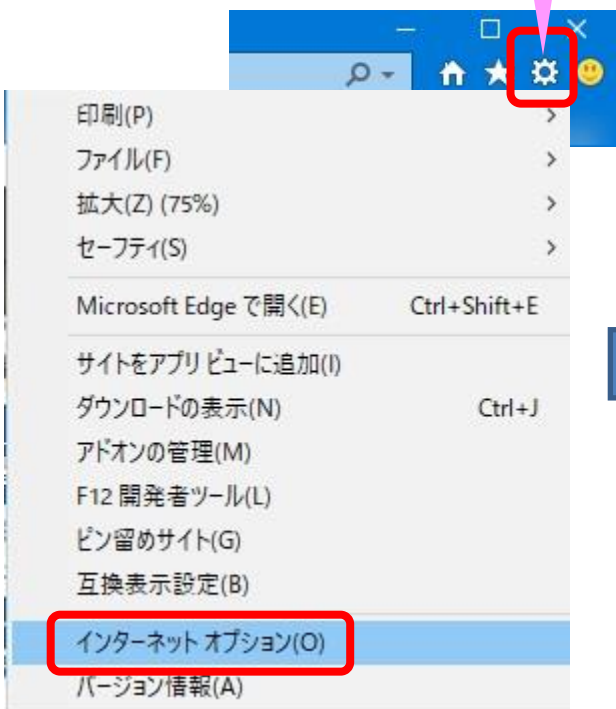 印刷(P)
ファイル(F)
拡大(Z) (75%)
セーフティ(S)
Microsoft Edge で開く(E) Ctrl+Shift+E
サイトをアプリ ビューに追加(I)
ダウンロードの表示(N) Ctrl+J
アドオンの管理(M)
F12 開発者ツール(L)
ピン留めサイト(G)
互換表示設定(B)
インターネット オプション(O)
バージョン情報(A)